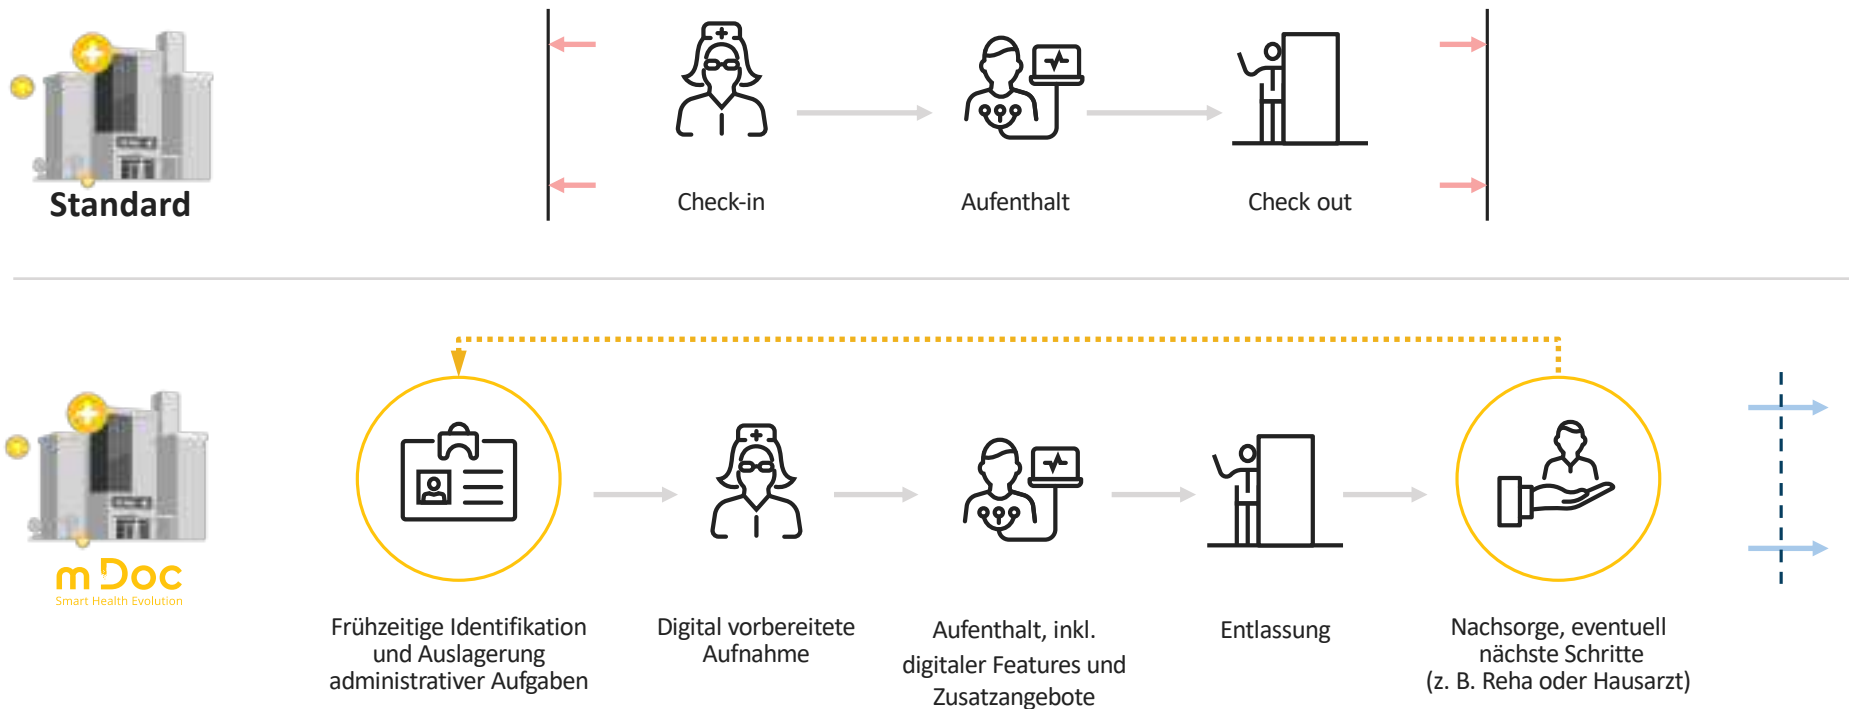 Standard
Check-in
Aufenthalt
Check out
mDoc
Smart Health Evolution
Frühzeitige Identifikation
und Auslagerung
administrativer Aufgaben
Digital vorbereitete
Aufnahme
Aufenthalt, inkl.
digitaler Features und
Zusatzangebote
Entlassung
Nachsorge, eventuell
nächste Schritte
(z. B. Reha oder Hausarzt)